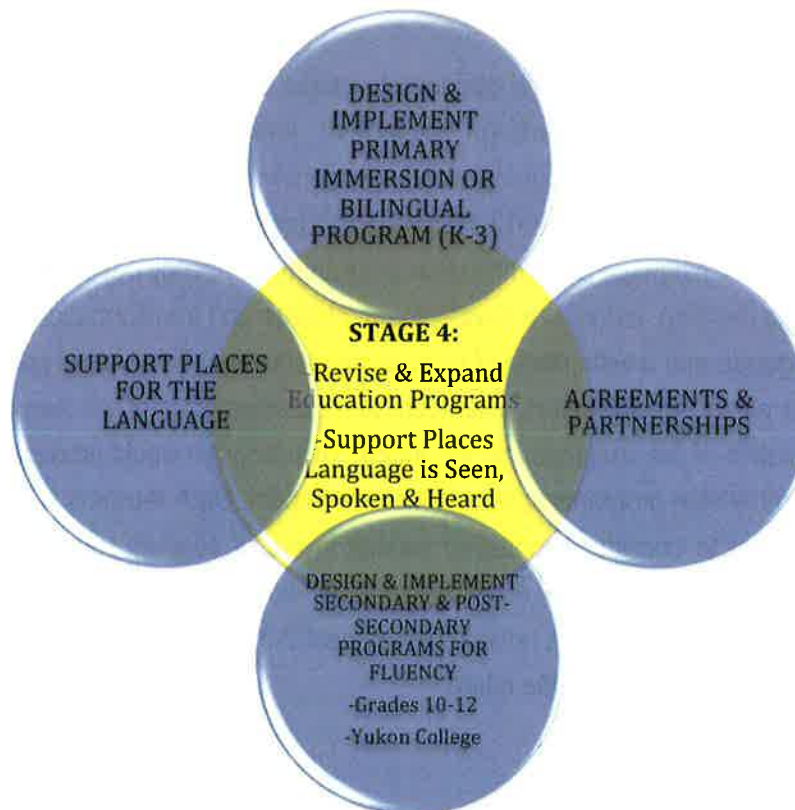 DESIGN &
IMPLEMENT
PRIMARY
IMMERSION OR
BILINGUAL
PROGRAM (K-3)
SUPPORT PLACES
FOR THE
LANGUAGE
STAGE 4:
-Revise & Expand
Education Programs
-Support Places
Language is Seen,
Spoken & Heard
AGREEMENTS &
PARTNERSHIPS
DESIGN & IMPLEMENT
SECONDARY & POST-
SECONDARY
PROGRAMS FOR
FLUENCY
-Grades 10-12
-Yukon College